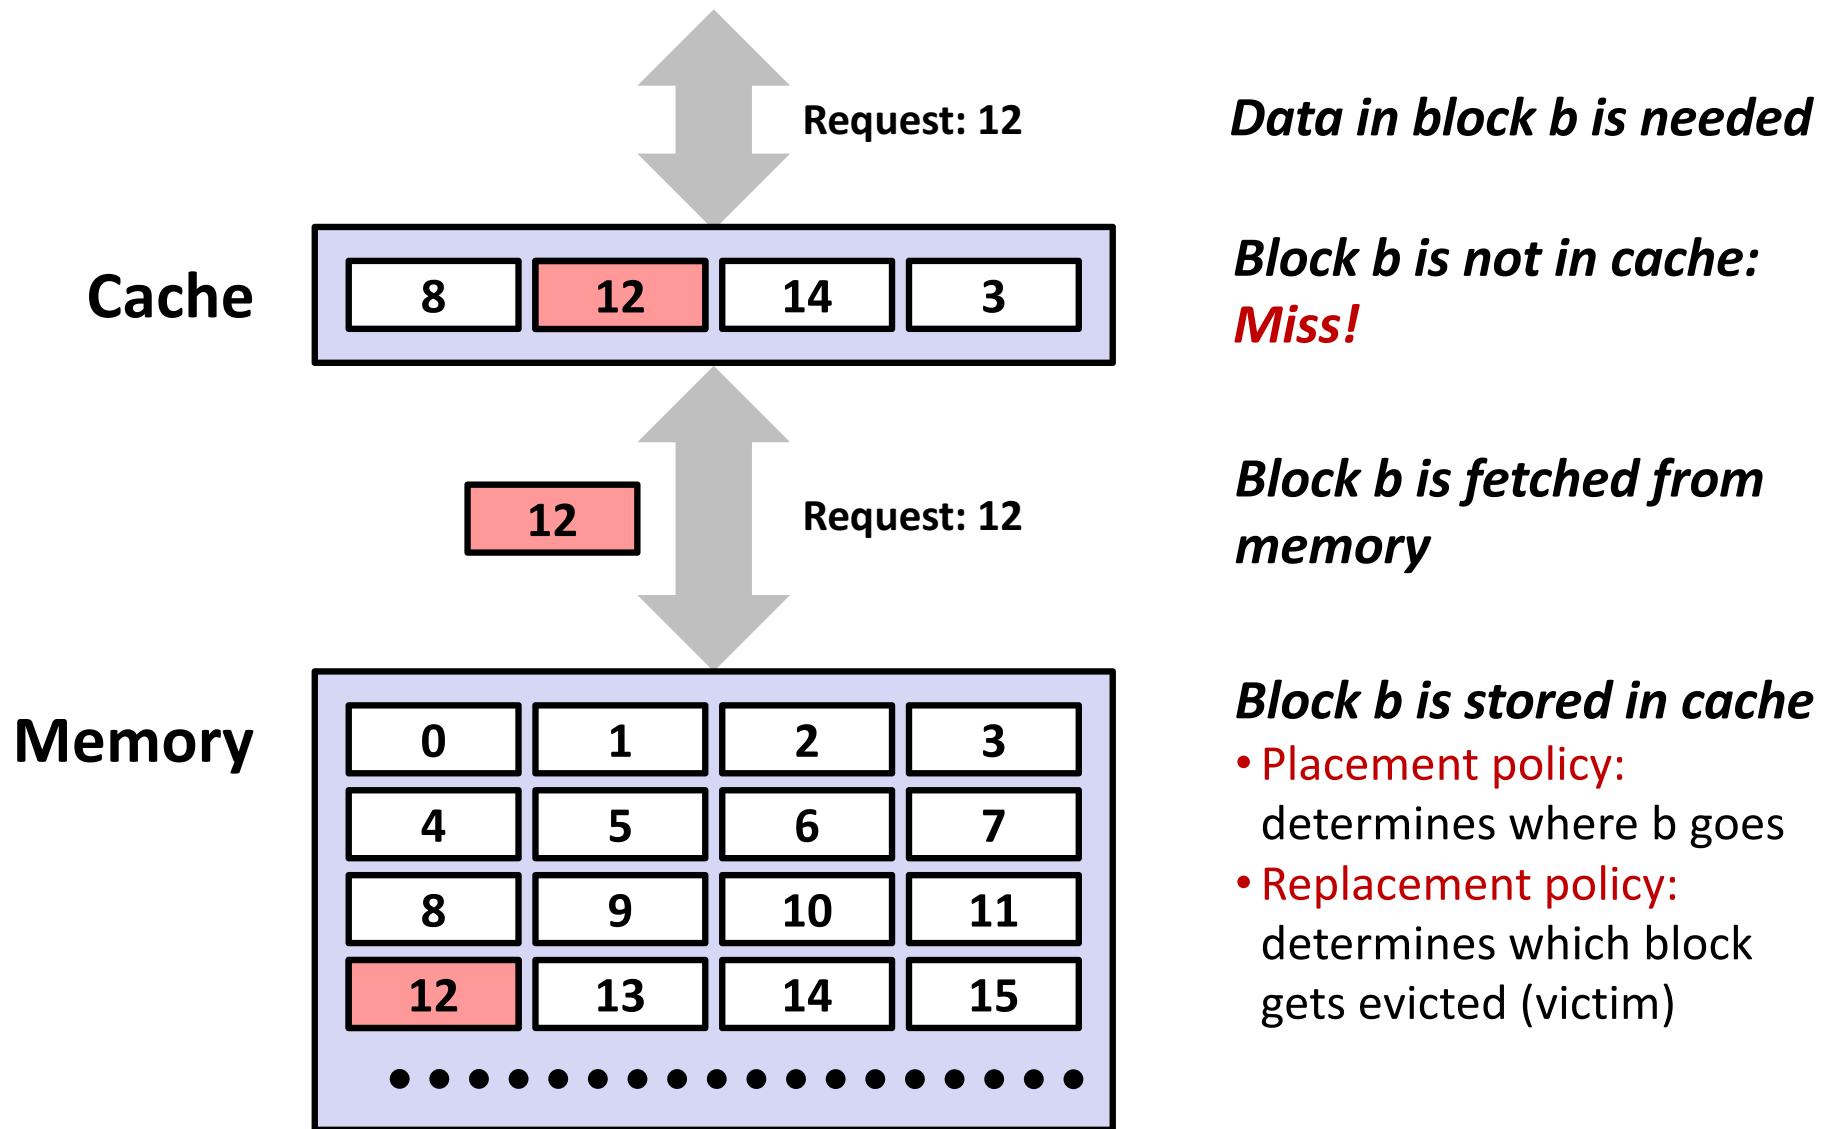 Request: 12
Data in block b is needed
Cache
8 12 14 3
Block b is not in cache:
Miss!
12
Request: 12
Block b is fetched from
memory
Memory
0 1 2 3
4 5 6 7
8 9 10 11
12 13 14 15
Block b is stored in cache
• Placement policy:
determines where b goes
• Replacement policy:
determines which block
gets evicted (victim)